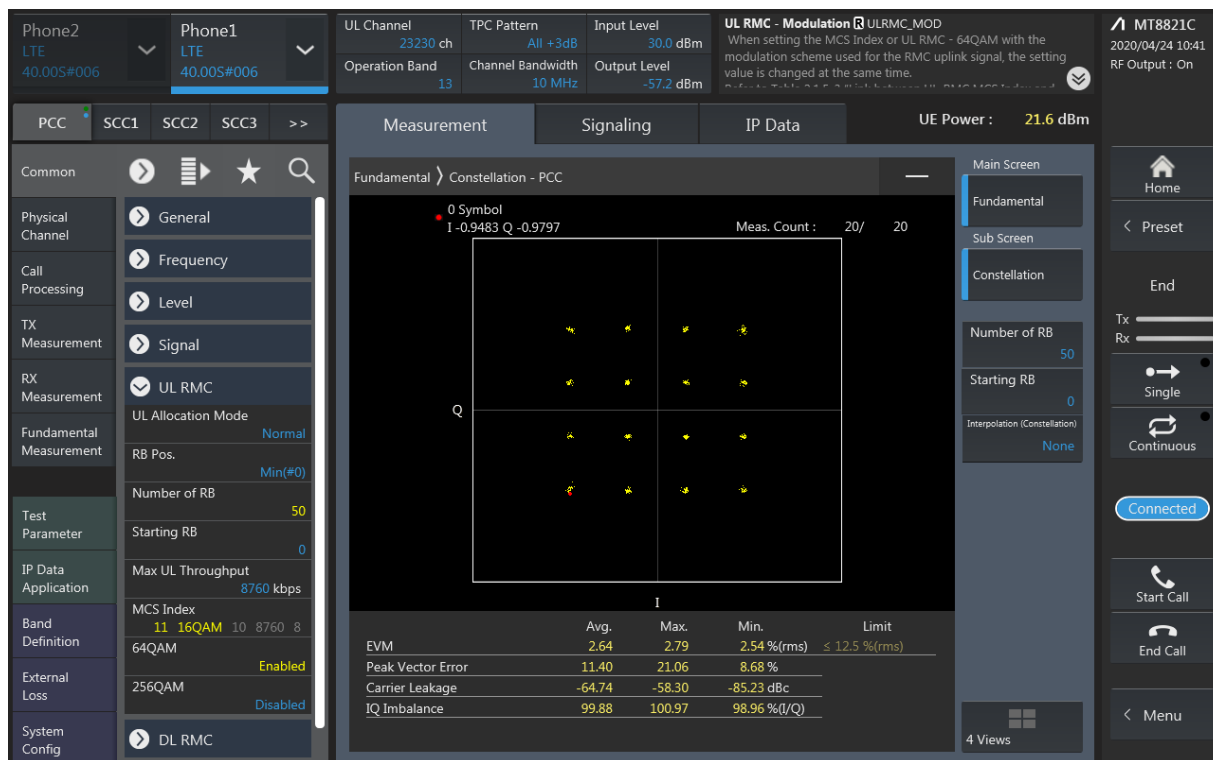 Phone2
LTE
40.00S#006
Phone1
LTE
40.00S#006
UL Channel
23230 ch
Operation Band
13
TPC Pattern
All +3dB
Channel Bandwidth
10 MHz
Input Level
30.0 dBm
Output Level
-57.2 dBm
UL RMC - Modulation R ULRMC_MOD
When setting the MCS Index or UL RMC - 64QAM with the
modulation scheme used for the RMC uplink signal, the setting
value is changed at the same time.
MT8821C
2020/04/24 10:41
RF Output : On
PCC SCC1 SCC2 SCC3 >>
Measurement Signaling IP Data
UE Power : 21.6 dBm
Common
Physical
Channel
Call
Processing
TX
Measurement
RX
Measurement
Fundamental
Measurement
Test
Parameter
IP Data
Application
Band
Definition
External
Loss
System
Config
General
Frequency
Level
Signal
UL RMC
UL Allocation Mode
Normal
RB Pos.
Min(#0)
Number of RB
50
Starting RB
0
Max UL Throughput
8760 kbps
MCS Index
11 16QAM 10 8760 8
64QAM
Enabled
256QAM
Disabled
DL RMC
Fundamental 〉 Constellation - PCC
0 Symbol
I -0.9483 Q -0.9797
Meas. Count : 20/ 20
Q
I
Avg. Max. Min. Limit
EVM 2.64 2.79 2.54 %(rms) ≤ 12.5 %(rms)
Peak Vector Error 11.40 21.06 8.68 %
Carrier Leakage -64.74 -58.30 -85.23 dBc
IQ Imbalance 99.88 100.97 98.96 %(I/Q)
Main Screen
Fundamental
Sub Screen
Constellation
Number of RB
50
Starting RB
0
Interpolation (Constellation)
None
4 Views
Home
< Preset
End
Tx
Rx
Single
Continuous
Connected
Start Call
End Call
< Menu